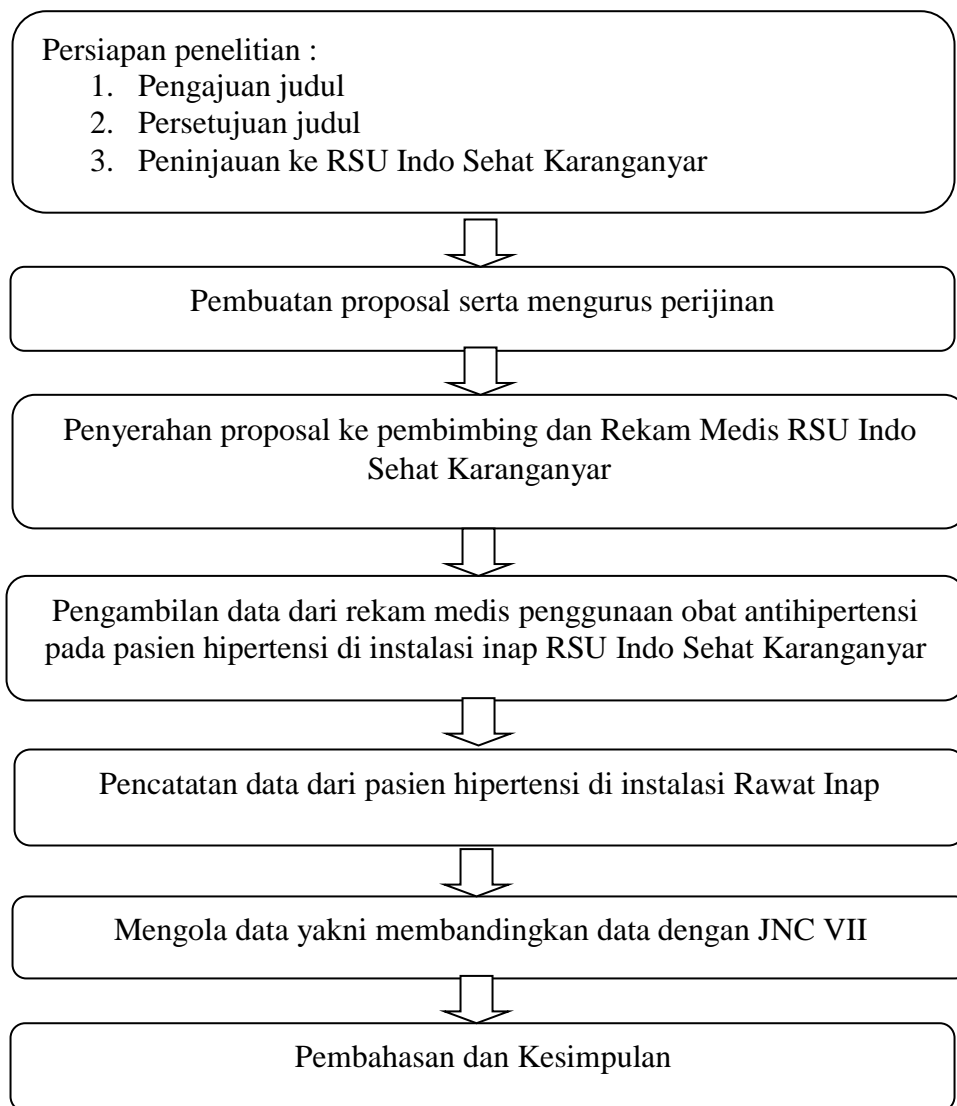 Persiapan penelitian :
1. Pengajuan judul
2. Persetujuan judul
3. Peninjauan ke RSU Indo Sehat Karanganyar
Pembuatan proposal serta mengurus perijinan
Penyerahan proposal ke pembimbing dan Rekam Medis RSU Indo
Sehat Karanganyar
Pengambilan data dari rekam medis penggunaan obat antihipertensi
pada pasien hipertensi di instalasi inap RSU Indo Sehat Karanganyar
Pencatatan data dari pasien hipertensi di instalasi Rawat Inap
Mengola data yakni membandingkan data dengan JNC VII
Pembahasan dan Kesimpulan